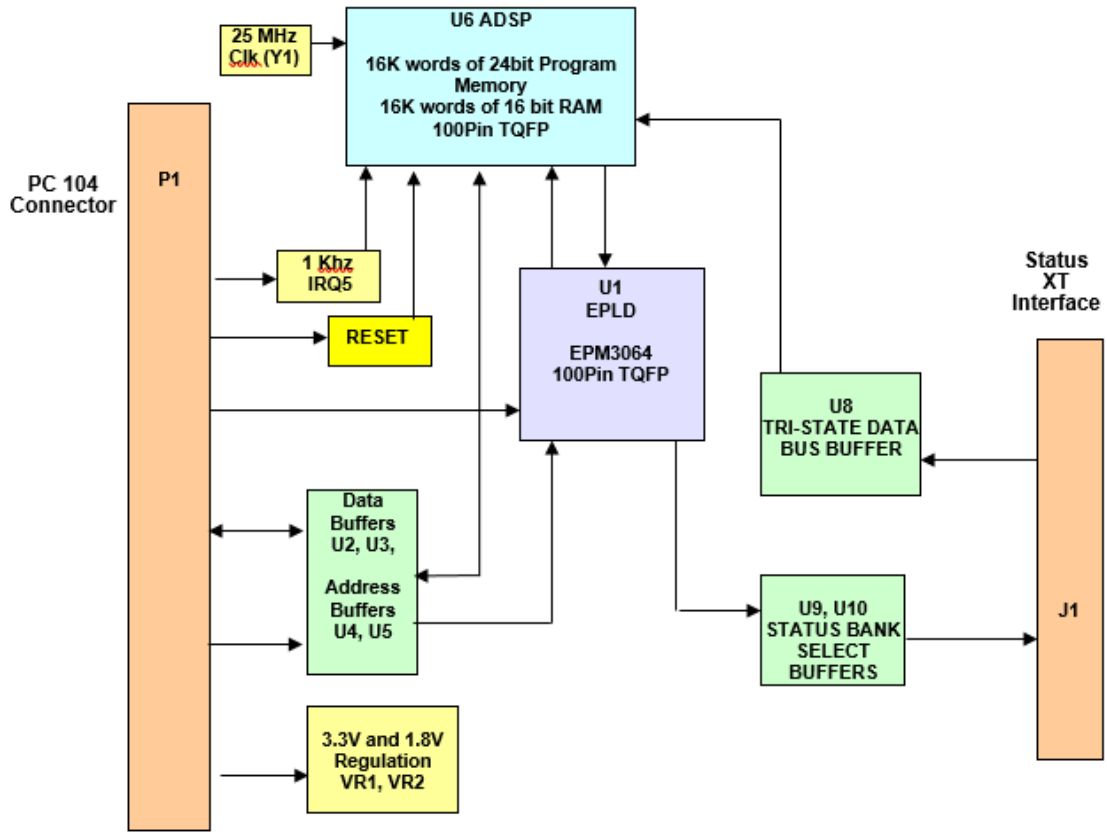 U6 ADSP
16K words of 24bit Program
Memory
16K words of 16 bit RAM
100Pin TQFP
25 MHz
Clk (Y1)
PC 104
Connector
P1
1 Khz
IRQ5
RESET
U1
EPLD
EPM3064
100Pin TQFP
Status
XT
Interface
U8
TRI-STATE DATA
BUS BUFFER
Data
Buffers
U2, U3,
Address
Buffers
U4, U5
U9, U10
STATUS BANK
SELECT
BUFFERS
J1
3.3V and 1.8V
Regulation
VR1, VR2